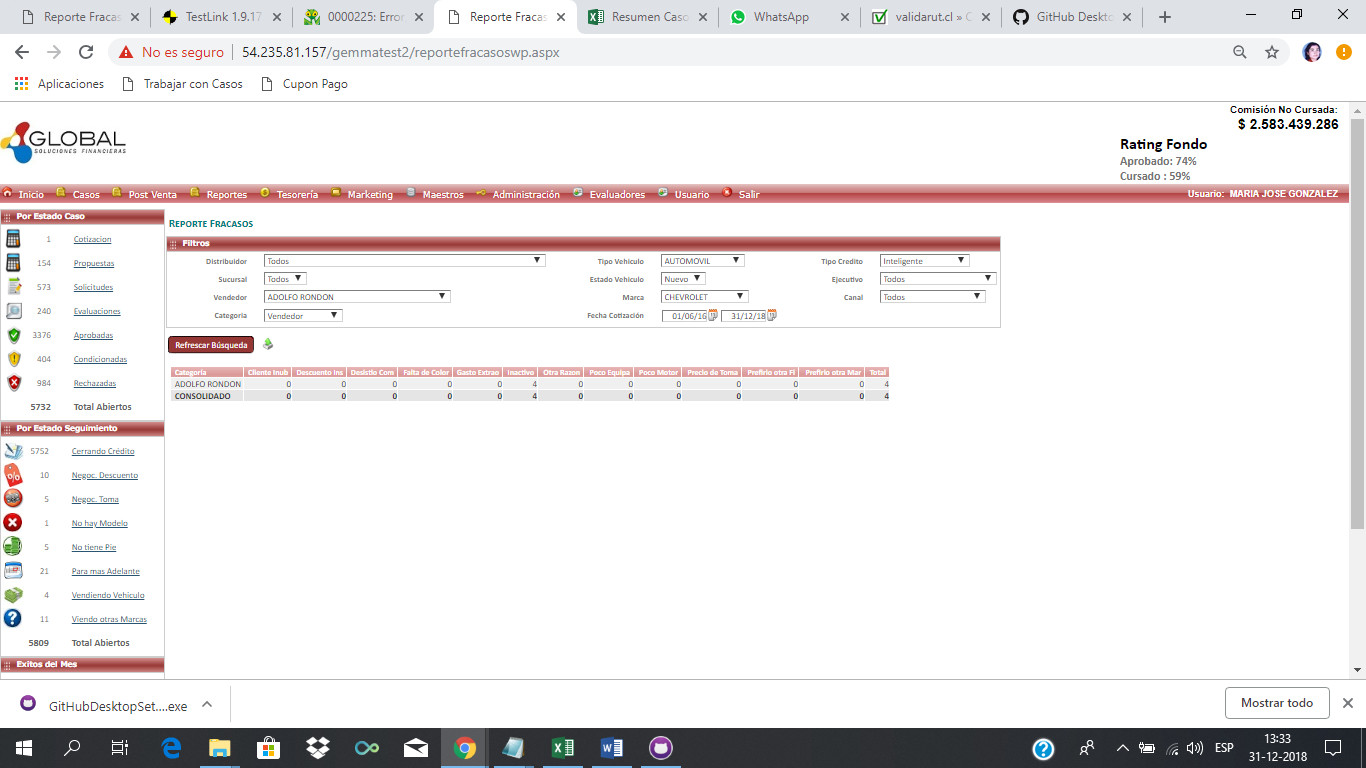 Reporte Fracas
TestLink 1.9.17
0000225: Error
Reporte Fracas
Resumen Caso
WhatsApp
validarut.cl » C
GitHub Deskto
No es seguro
54.235.81.157/gemmatest2/reportefracasoswp.aspx
Aplicaciones
Trabajar con Casos
Cupon Pago
Comisión No Cursada:
$ 2.583.439.286
GLOBAL
SOLUCIONES FINANCIERAS
Rating Fondo
Aprobado: 74%
Cursado : 59%
Inicio Casos Post Venta Reportes Tesorería Marketing Maestros Administración Evaluadores Usuario Salir
Usuario: MARIA JOSE GONZALEZ
Por Estado Caso
1 Cotizacion
154 Propuestas
573 Solicitudes
240 Evaluaciones
3376 Aprobadas
404 Condicionadas
984 Rechazadas
5732 Total Abiertos
Por Estado Seguimiento
5752 Cerrando Crédito
10 Negoc. Descuento
5 Negoc. Toma
1 No hay Modelo
5 No tiene Pie
21 Para mas Adelante
4 Vendiendo Vehículo
11 Viendo otras Marcas
5809 Total Abiertos
Exitos del Mes
REPORTE FRACASOS
Filtros
Distribuidor Todos Tipo Vehiculo AUTOMOVIL Tipo Credito Inteligente
Sucursal Todos Estado Vehiculo Nuevo Ejecutivo Todos
Vendedor ADOLFO RONDON Marca CHEVROLET Canal Todos
Categoria Vendedor Fecha Cotización 01/06/16 31/12/18
Refrescar Búsqueda
Categoria Cliente Inub Descuento Ins Desistio Com Falta de Color Gasto Extrao Inactivo Otra Razon Poco Equipa Poco Motor Precio de Toma Prefirio otra Fi Prefirio otra Mar Total
ADOLFO RONDON 0 0 0 0 0 4 0 0 0 0 0 0 4
CONSOLIDADO 0 0 0 0 0 4 0 0 0 0 0 0 4
GitHubDesktopSet....exe
Mostrar todo
ESP
13:33
31-12-2018